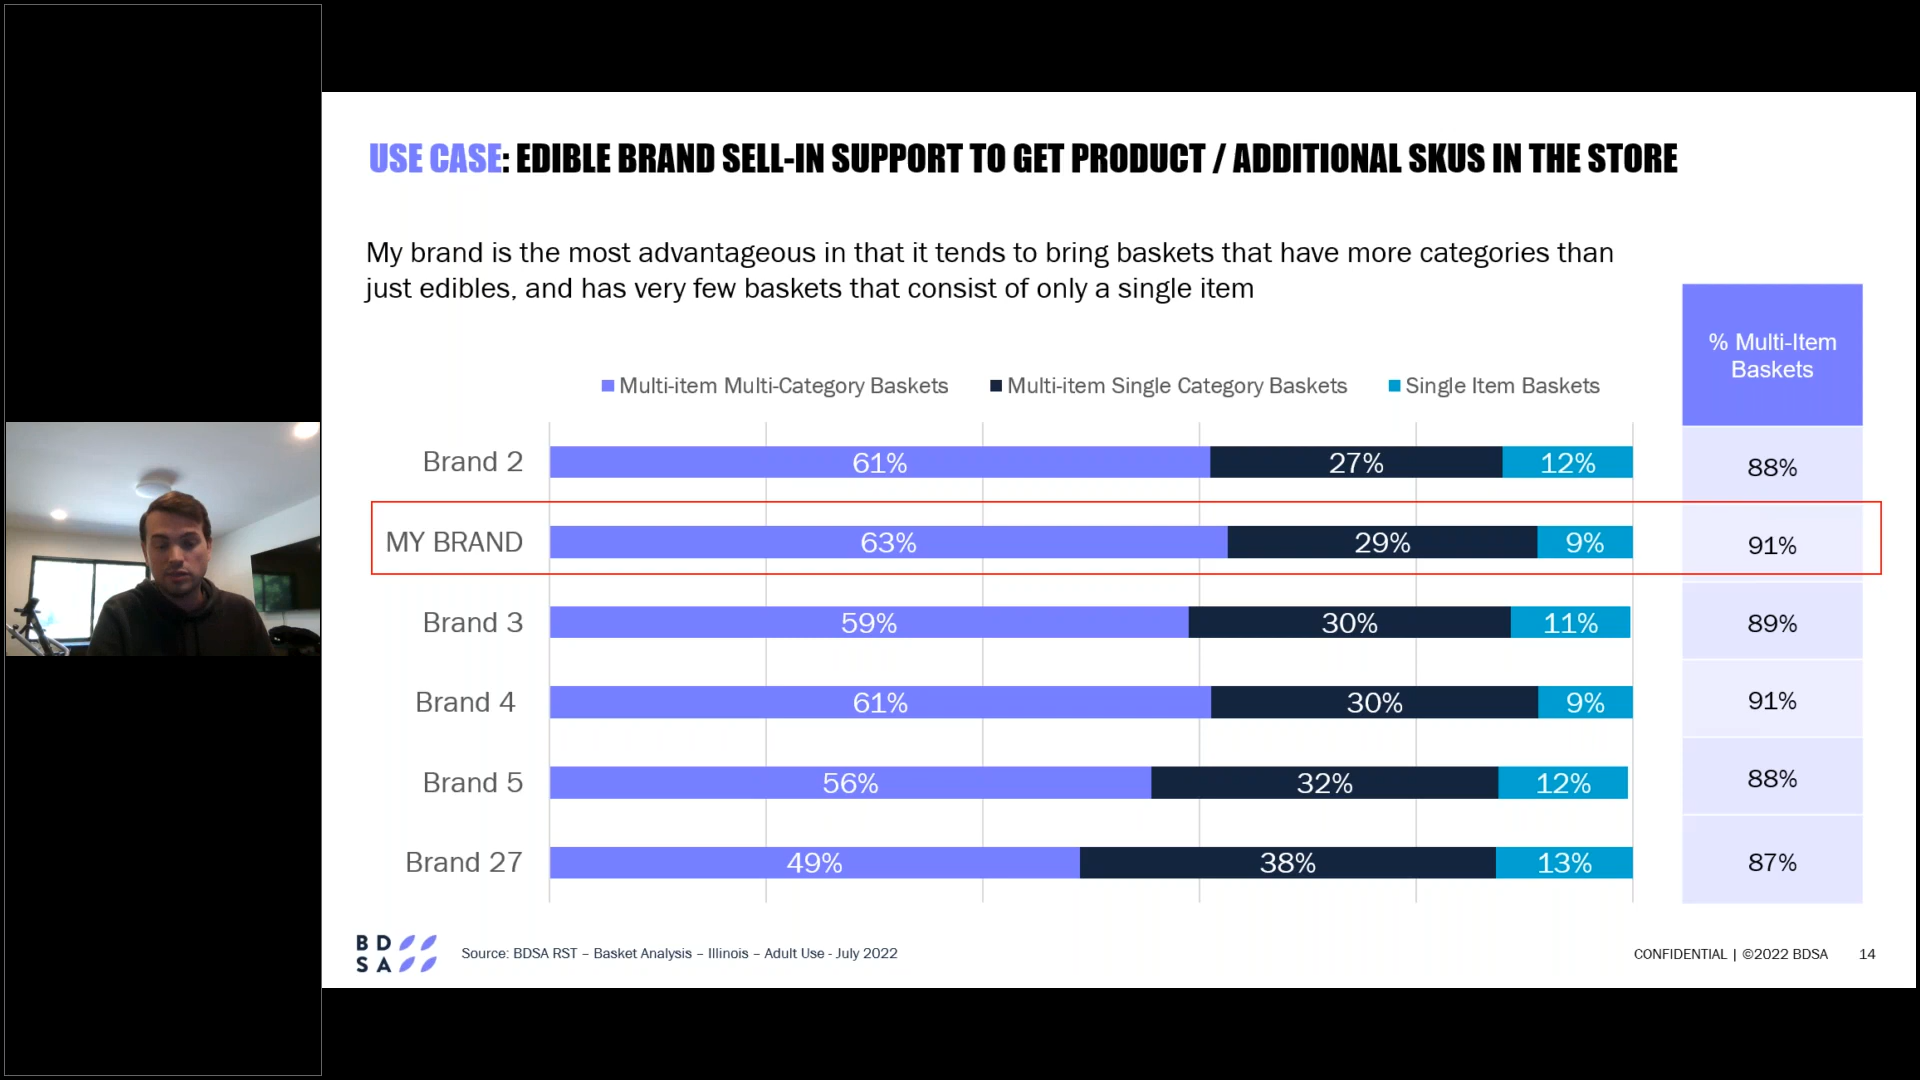 USE CASE: EDIBLE BRAND SELL-IN SUPPORT TO GET PRODUCT / ADDITIONAL SKUS IN THE STORE
My brand is the most advantageous in that it tends to bring baskets that have more categories than
just edibles, and has very few baskets that consist of only a single item
% Multi-Item
Baskets
Multi-item Multi-Category Baskets Multi-item Single Category Baskets Single Item Baskets
Brand 2 61% 27% 12% 88%
MY BRAND 63% 29% 9% 91%
Brand 3 59% 30% 11% 89%
Brand 4 61% 30% 9% 91%
Brand 5 56% 32% 12% 88%
Brand 27 49% 38% 13% 87%
BD
SA
Source: BDSA RST – Basket Analysis – Illinois – Adult Use - July 2022
CONFIDENTIAL | ©2022 BDSA 14